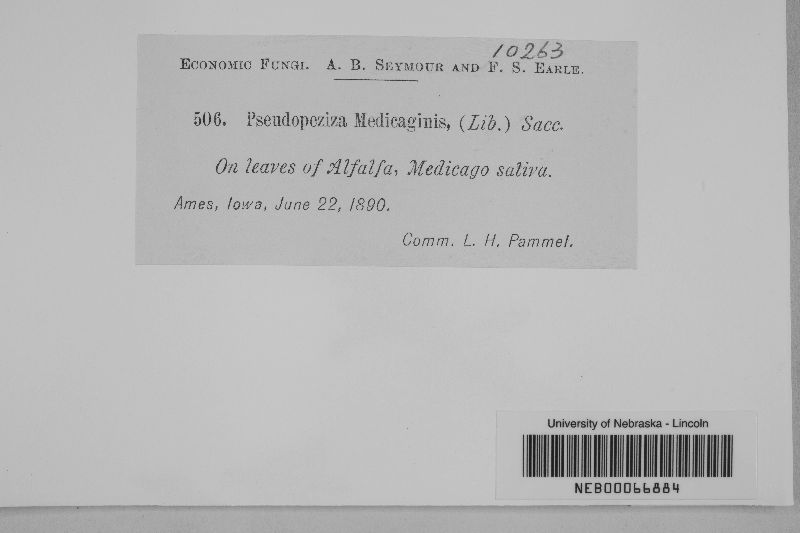 10263
Economic Fungi. A. B. Seymour and F. S. Earle.
506. Pseudopeziza Medicaginis, (Lib.) Sacc.
On leaves of Alfalfa, Medicago sativa.
Ames, Iowa, June 22, 1890.
Comm. L. H. Pammel.
University of Nebraska - Lincoln
NEB00066884